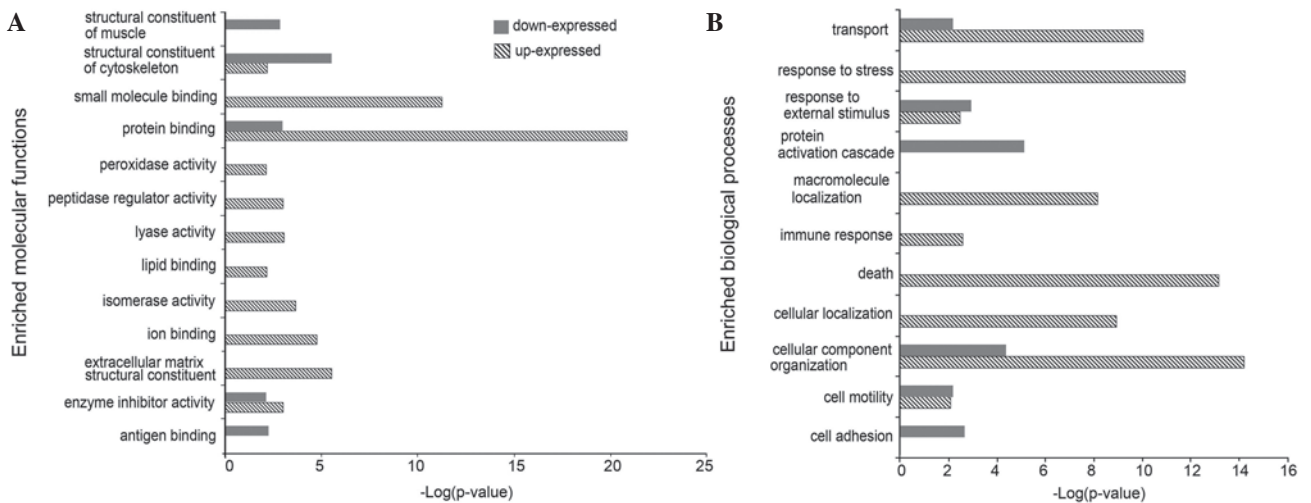 A
Enriched molecular functions
structural constituent
of muscle
structural constituent
of cytoskeleton
small molecule binding
protein binding
peroxidase activity
peptidase regulator activity
lyase activity
lipid binding
isomerase activity
ion binding
extracellular matrix
structural constituent
enzyme inhibitor activity
antigen binding
down-expressed
up-expressed
0 5 10 15 20 25
-Log(p-value)
B
Enriched biological processes
transport
response to stress
response to
external stimulus
protein
activation cascade
macromolecule
localization
immune response
death
cellular localization
cellular component
organization
cell motility
cell adhesion
0 2 4 6 8 10 12 14 16
-Log(p-value)